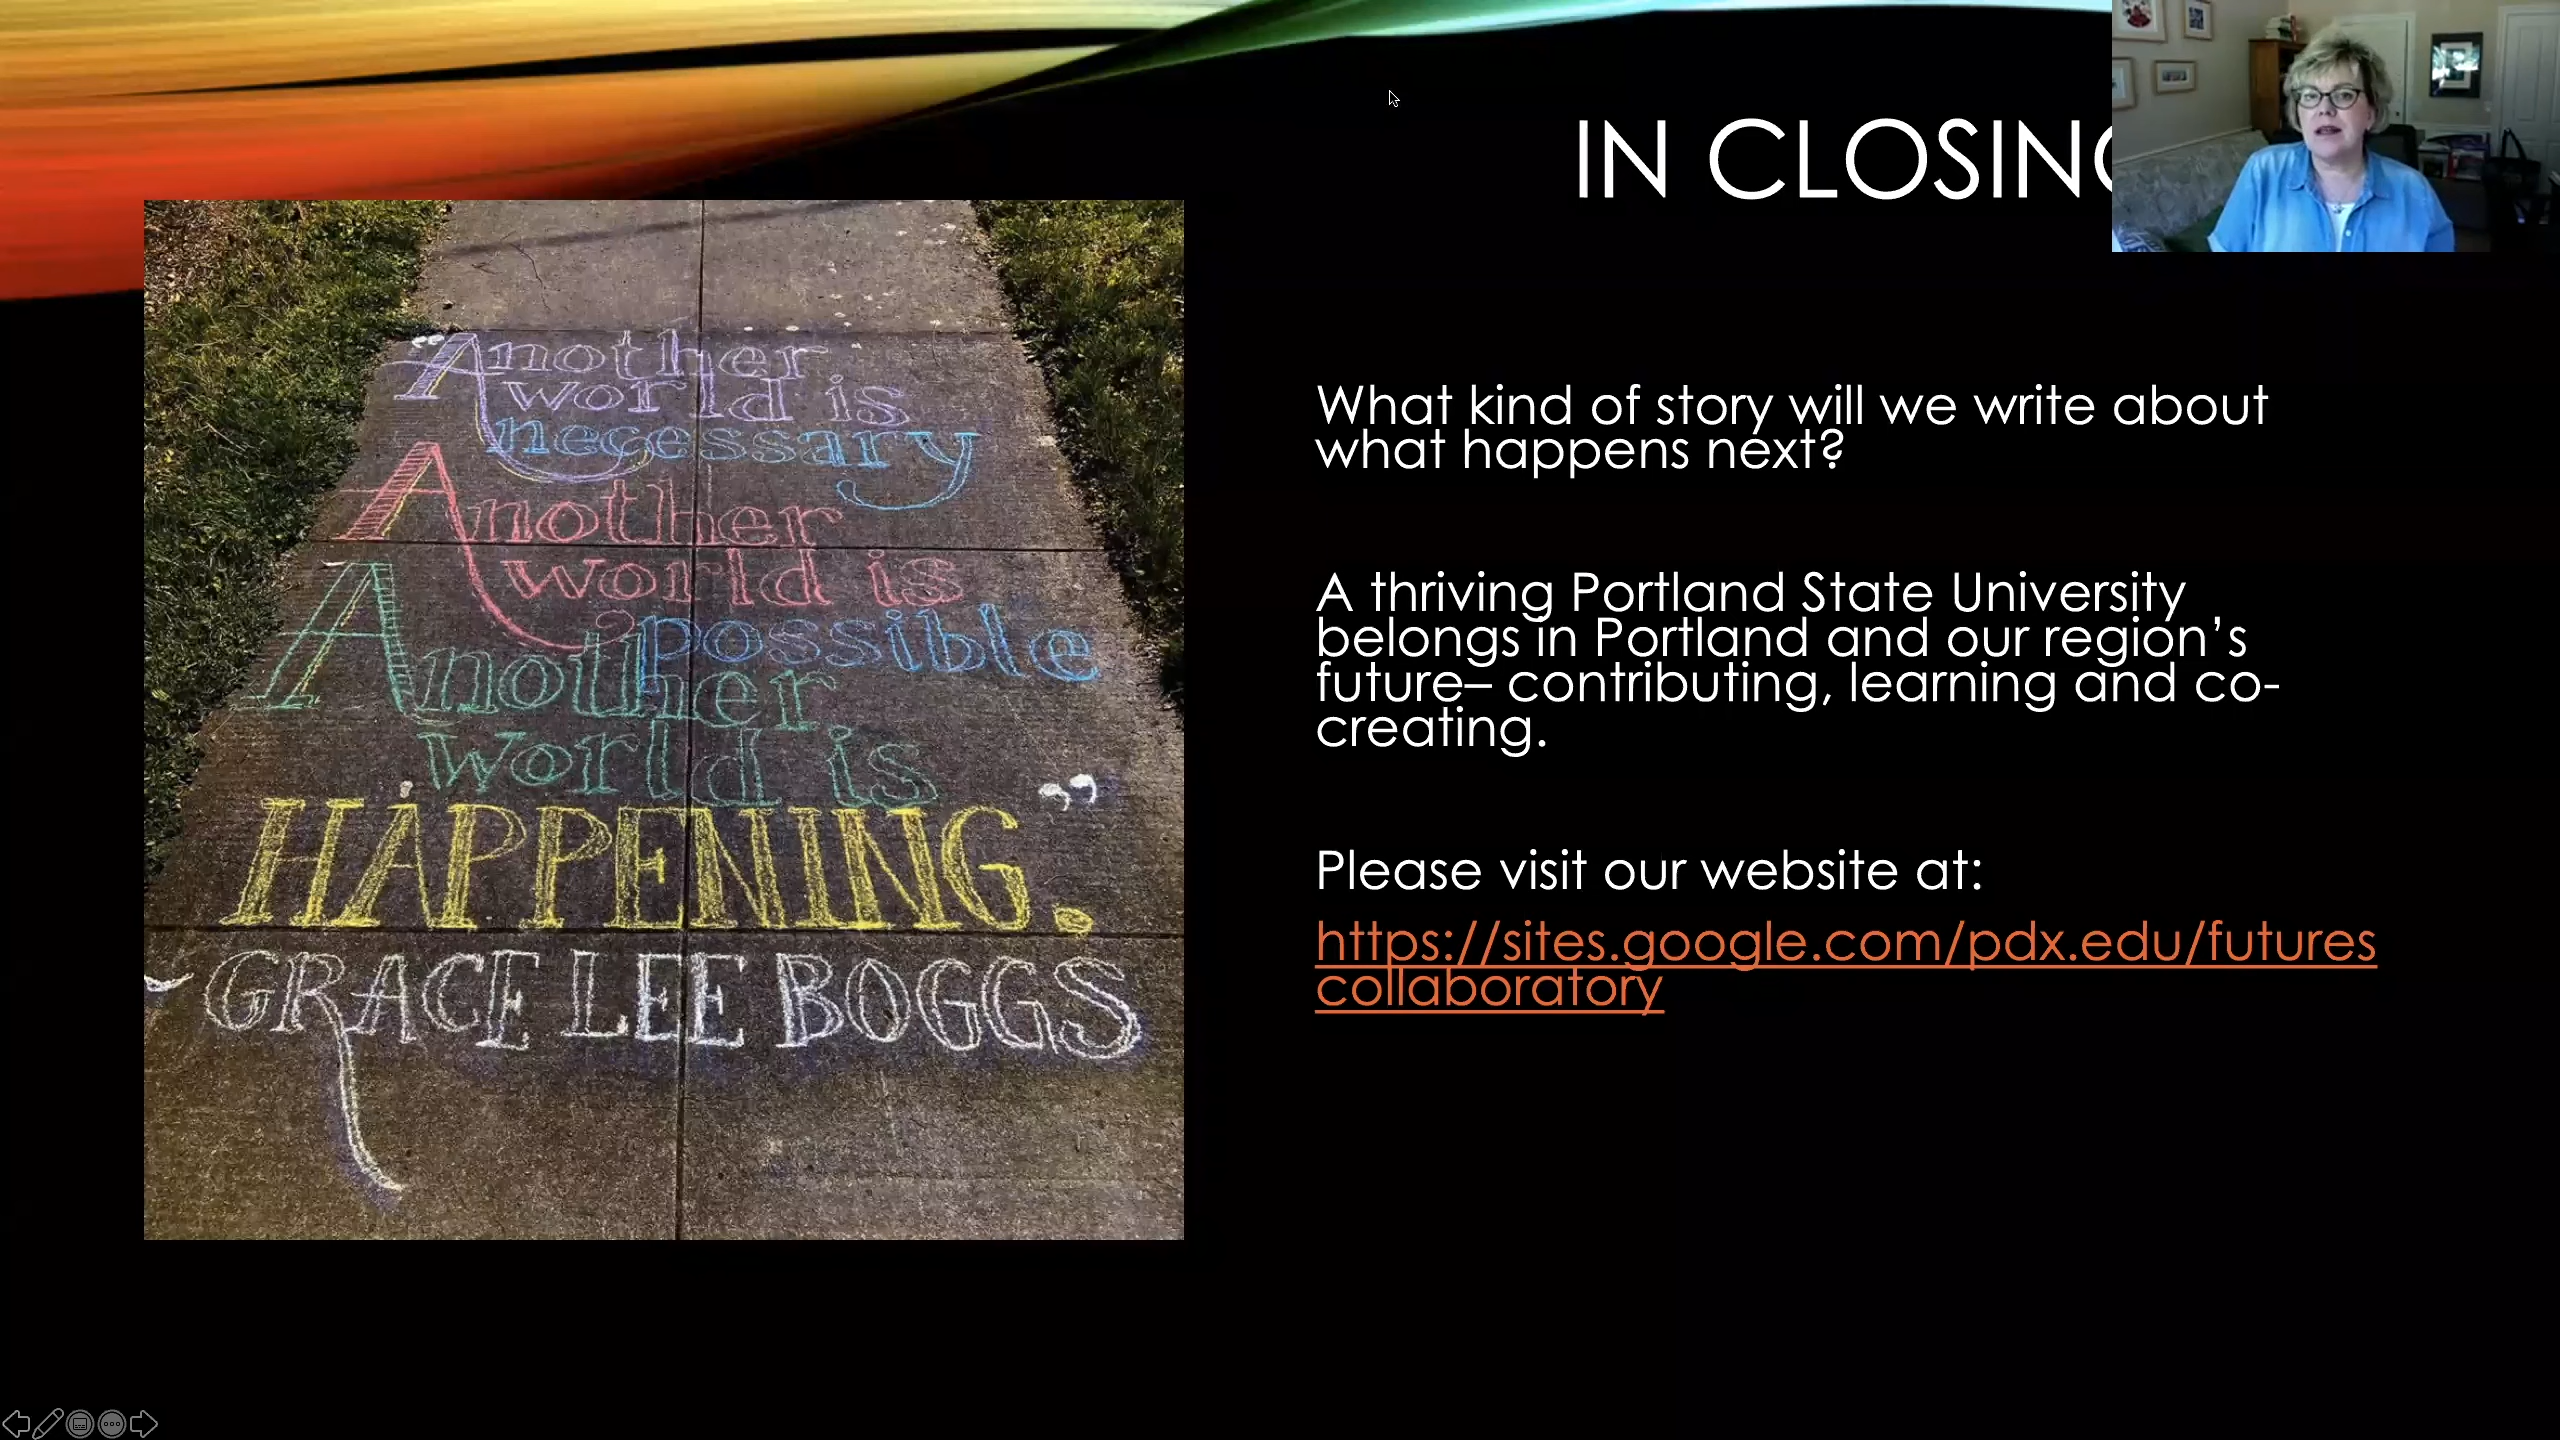 IN CLOSING
“Another
world is
necessary
Another
world is
possible
Another
world is
HAPPENING.”
~GRACE LEE BOGGS
What kind of story will we write about
what happens next?
A thriving Portland State University
belongs in Portland and our region’s
future– contributing, learning and co-
creating.
Please visit our website at:
https://sites.google.com/pdx.edu/futures
collaboratory